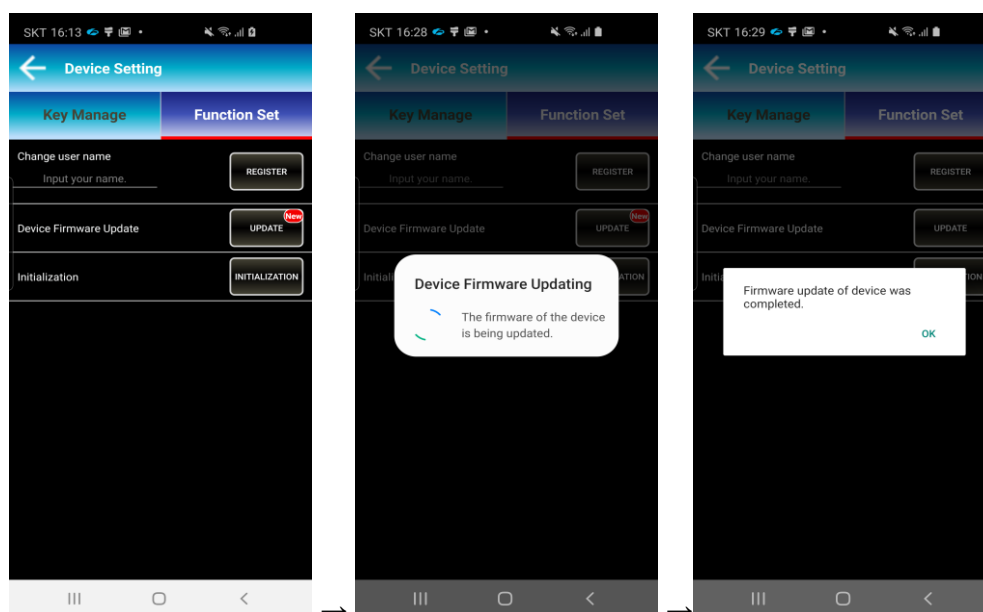 SKT 16:13
Device Setting
Key Manage
Function Set
Change user name
Input your name.
REGISTER
Device Firmware Update
New
UPDATE
Initialization
INITIALIZATION
→
SKT 16:28
Device Setting
Key Manage
Function Set
Change user name
Input your name.
REGISTER
Device Firmware Update
New
UPDATE
Initiali
ATION
Device Firmware Updating
The firmware of the device
is being updated.
→
SKT 16:29
Device Setting
Key Manage
Function Set
Change user name
Input your name.
REGISTER
Device Firmware Update
UPDATE
Initia
ION
Firmware update of device was
completed.
OK